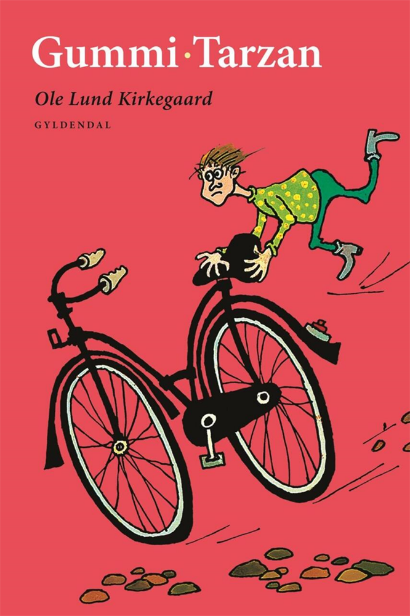 Gummi·Tarzan
Ole Lund Kirkegaard
GYLDENDAL